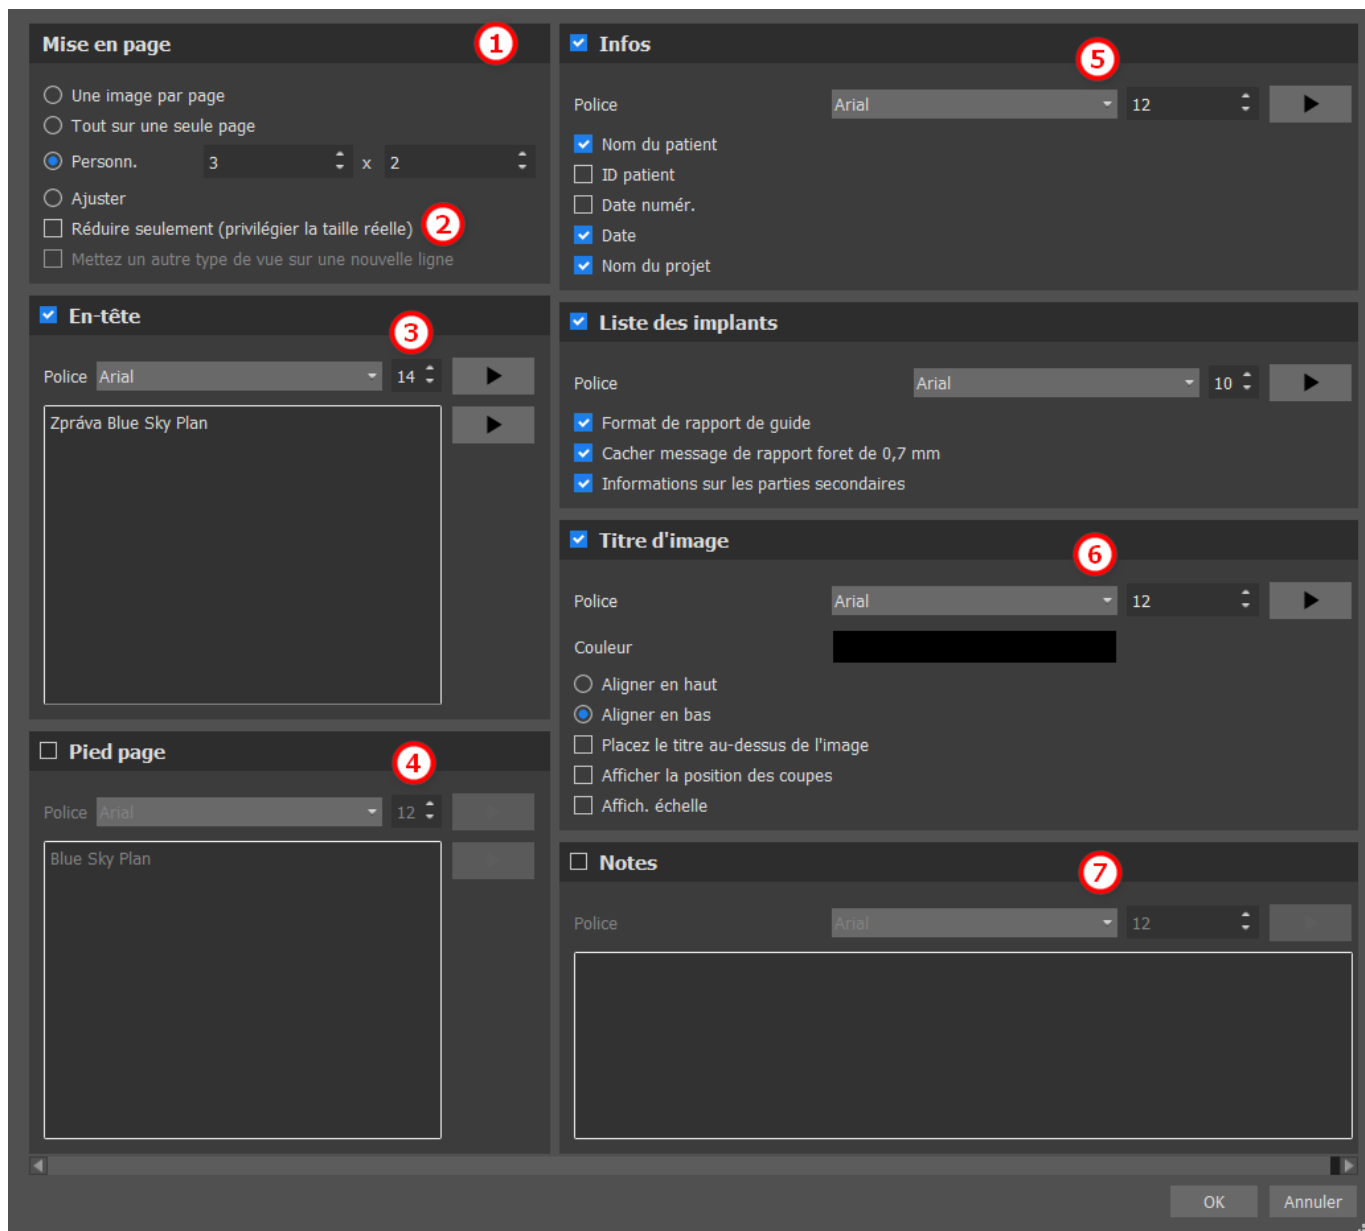 Mise en page
1
Une image par page
Tout sur une seule page
Personn. 3 x 2
Ajuster
Réduire seulement (privilégier la taille réelle)
2
Mettez un autre type de vue sur une nouvelle ligne
En-tête
3
Police Arial 14
Zpráva Blue Sky Plan
Pied page
4
Police Arial 12
Blue Sky Plan
Infos
5
Police Arial 12
Nom du patient
ID patient
Date numér.
Date
Nom du projet
Liste des implants
Police Arial 10
Format de rapport de guide
Cacher message de rapport foret de 0,7 mm
Informations sur les parties secondaires
Titre d'image
6
Police Arial 12
Couleur
Aligner en haut
Aligner en bas
Placez le titre au-dessus de l'image
Afficher la position des coupes
Affich. échelle
Notes
7
Police Arial 12
OK Annuler